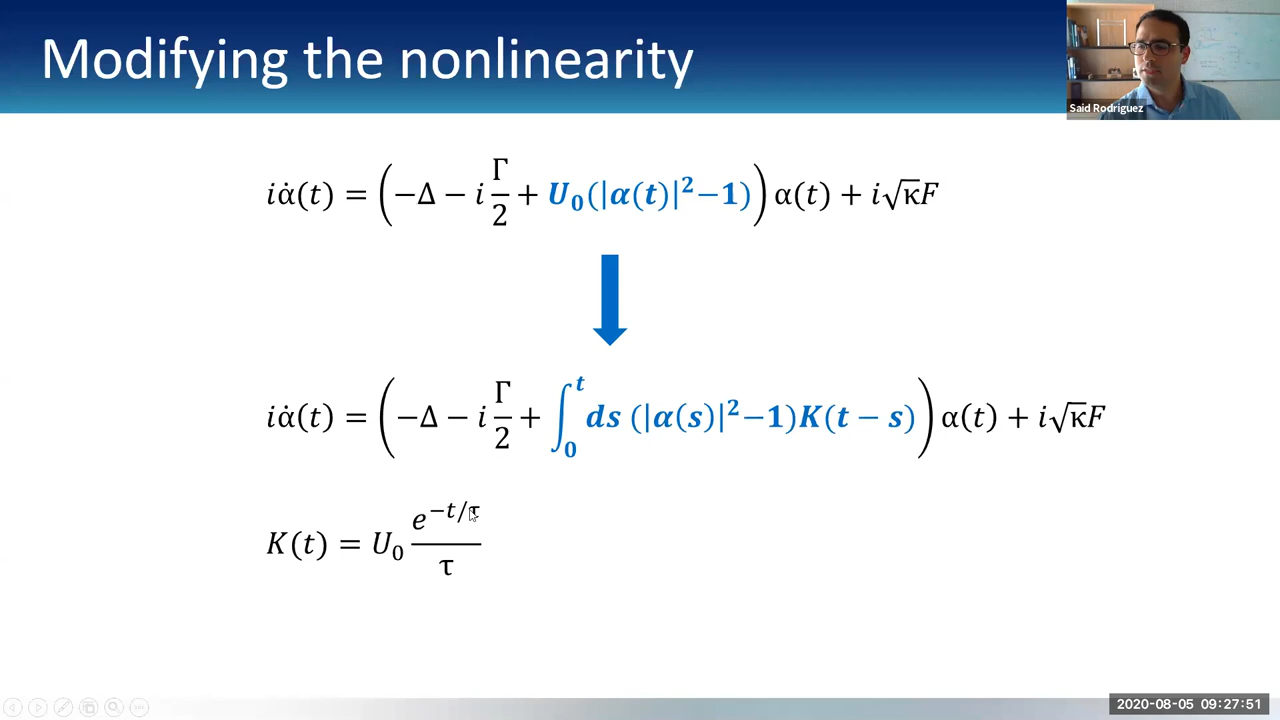 Modifying the nonlinearity
Said Rodriguez
iα̇(t) = (−Δ − i Γ/2 + U₀(|α(t)|²−1)) α(t) + i√κF
iα̇(t) = (−Δ − i Γ/2 + ∫₀ᵗ ds (|α(s)|²−1)K(t − s)) α(t) + i√κF
K(t) = U₀ e^(−t/τ)/τ
2020-08-05 09:27:51